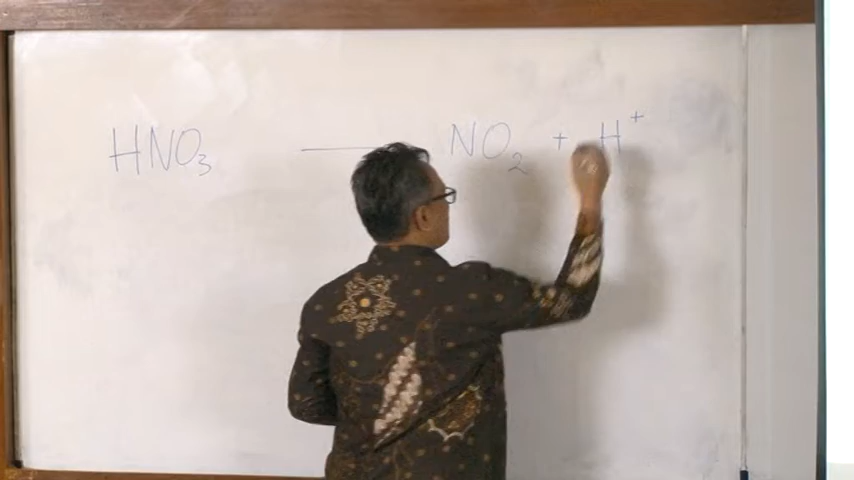 HNO₃ — NO₂ + H⁺